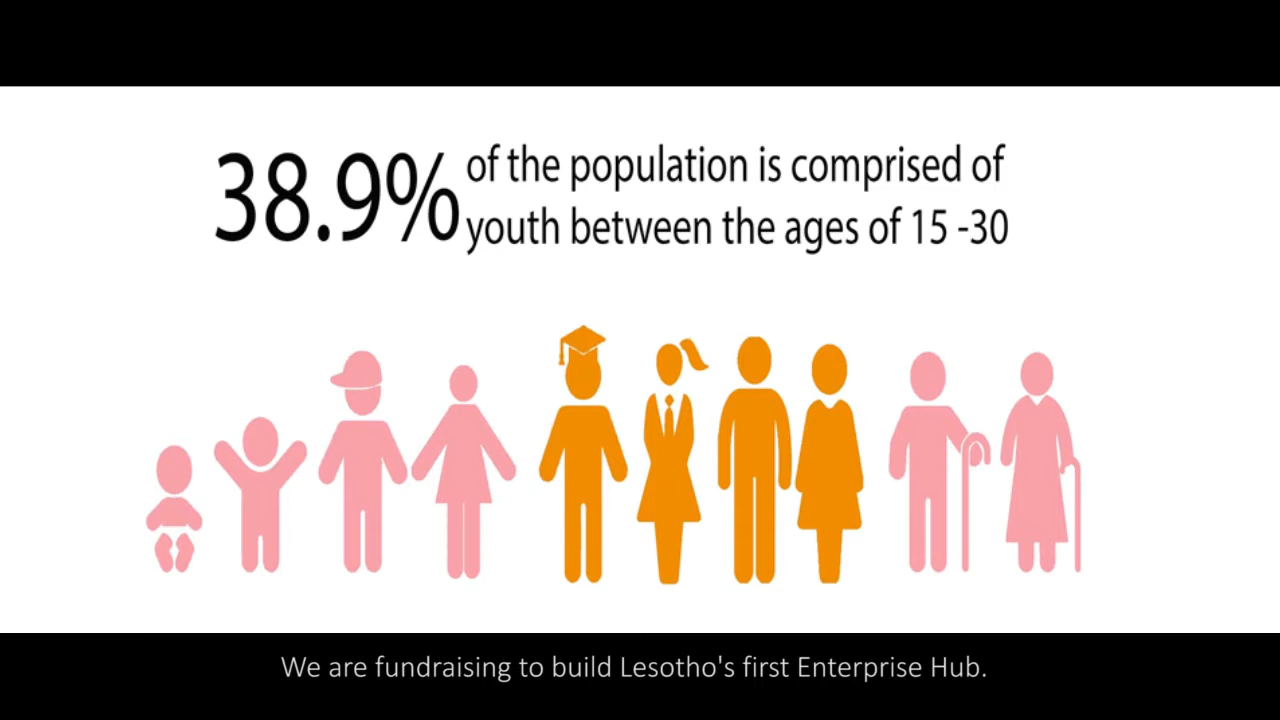 38.9%
of the population is comprised of
youth between the ages of 15 -30
We are fundraising to build Lesotho's first Enterprise Hub.